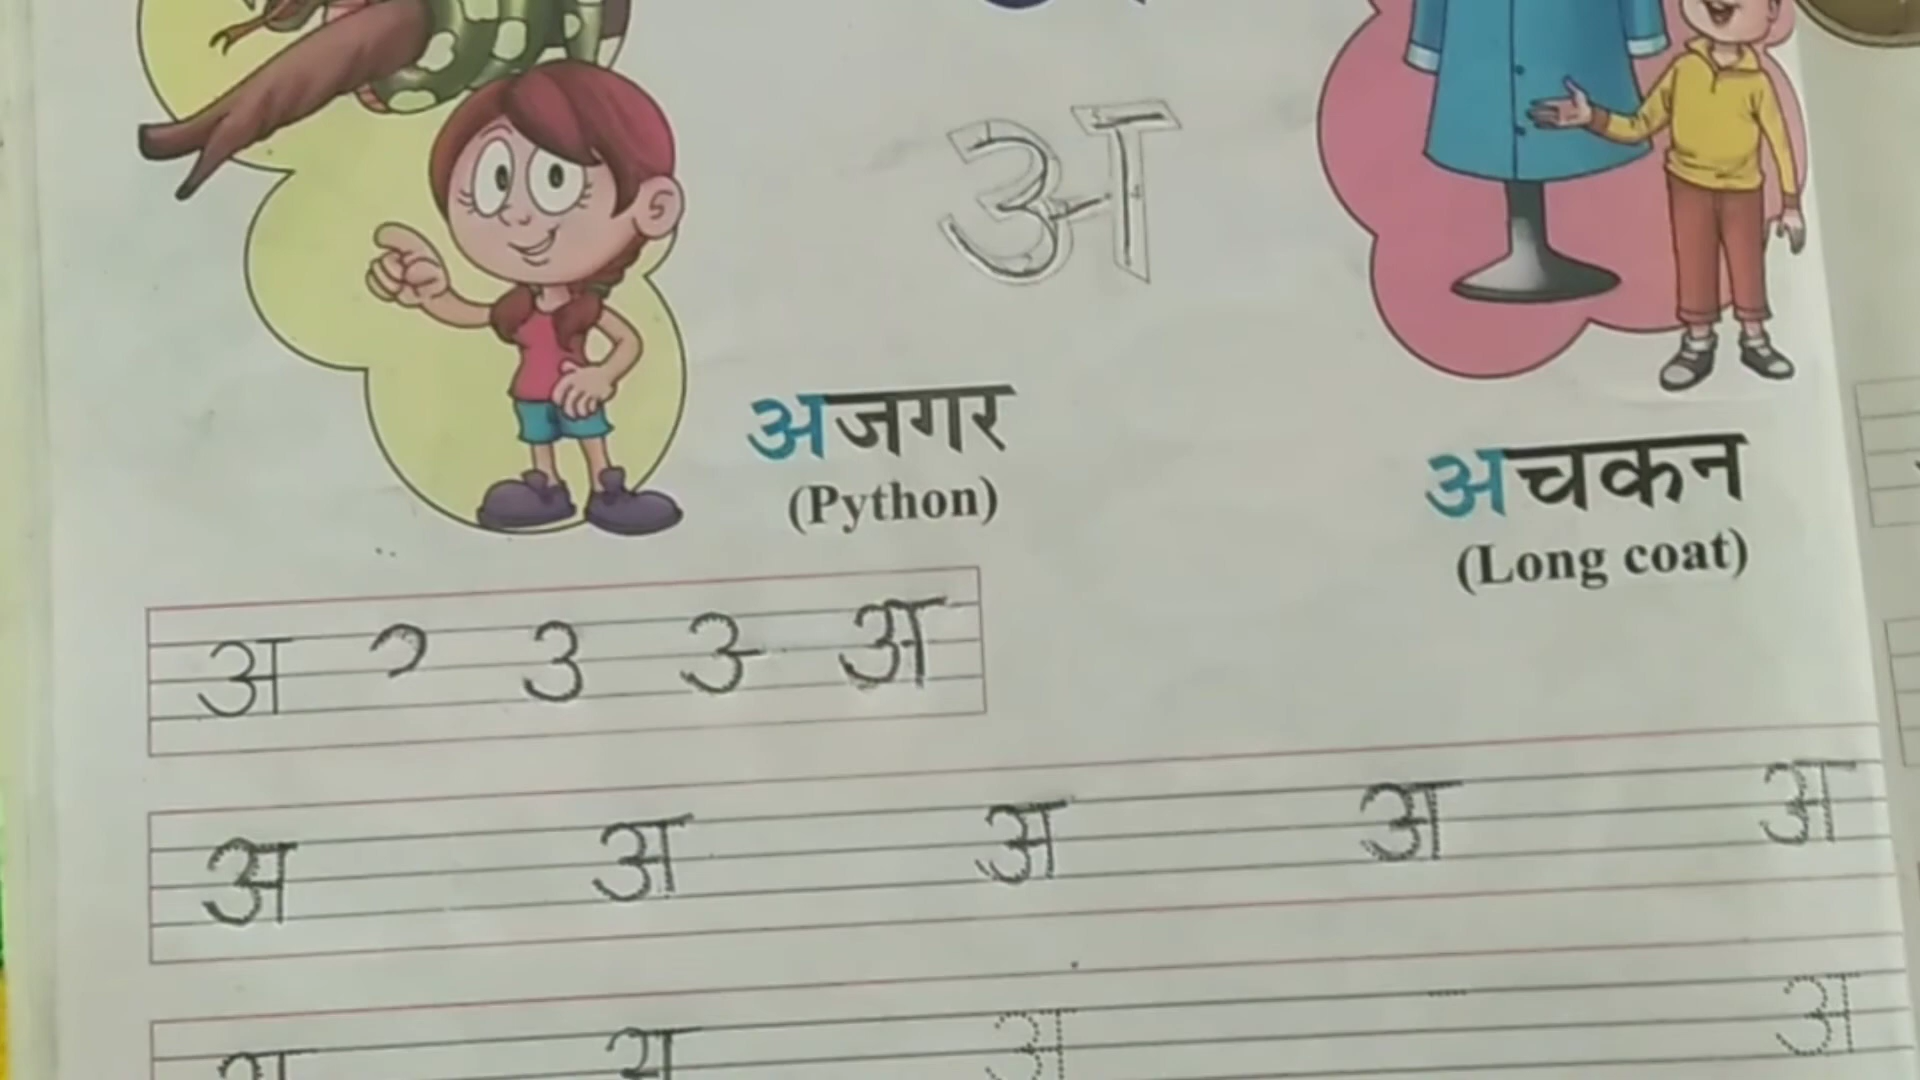 अ
अजगर
(Python)
अचकन
(Long coat)
अ 3 3 अ
अ अ अ अ अ
अ अ